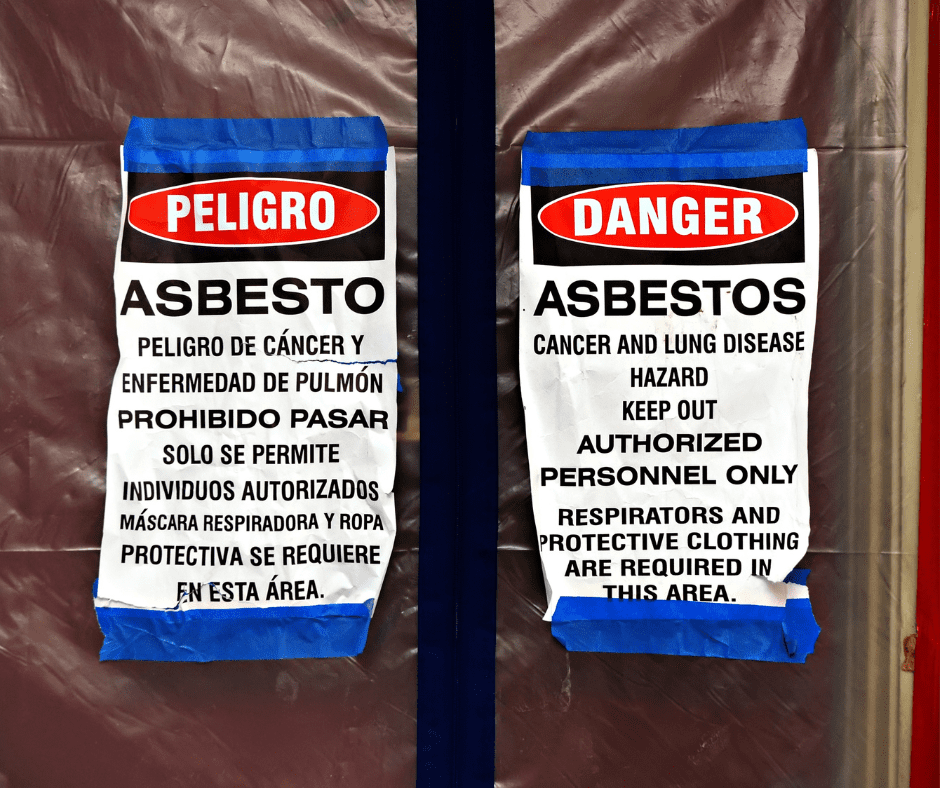 PELIGRO
ASBESTO
PELIGRO DE CÁNCER Y
ENFERMEDAD DE PULMÓN
PROHIBIDO PASAR
SOLO SE PERMITE
INDIVIDUOS AUTORIZADOS
MÁSCARA RESPIRADORA Y ROPA
PROTECTIVA SE REQUIERE
EN ESTA ÁREA.
DANGER
ASBESTOS
CANCER AND LUNG DISEASE
HAZARD
KEEP OUT
AUTHORIZED
PERSONNEL ONLY
RESPIRATORS AND
PROTECTIVE CLOTHING
ARE REQUIRED IN
THIS AREA.